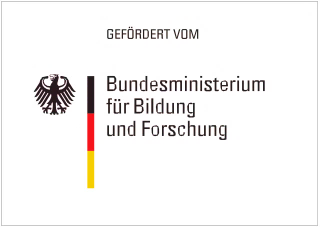 GEFÖRDERT VOM
Bundesministerium
für Bildung
und Forschung